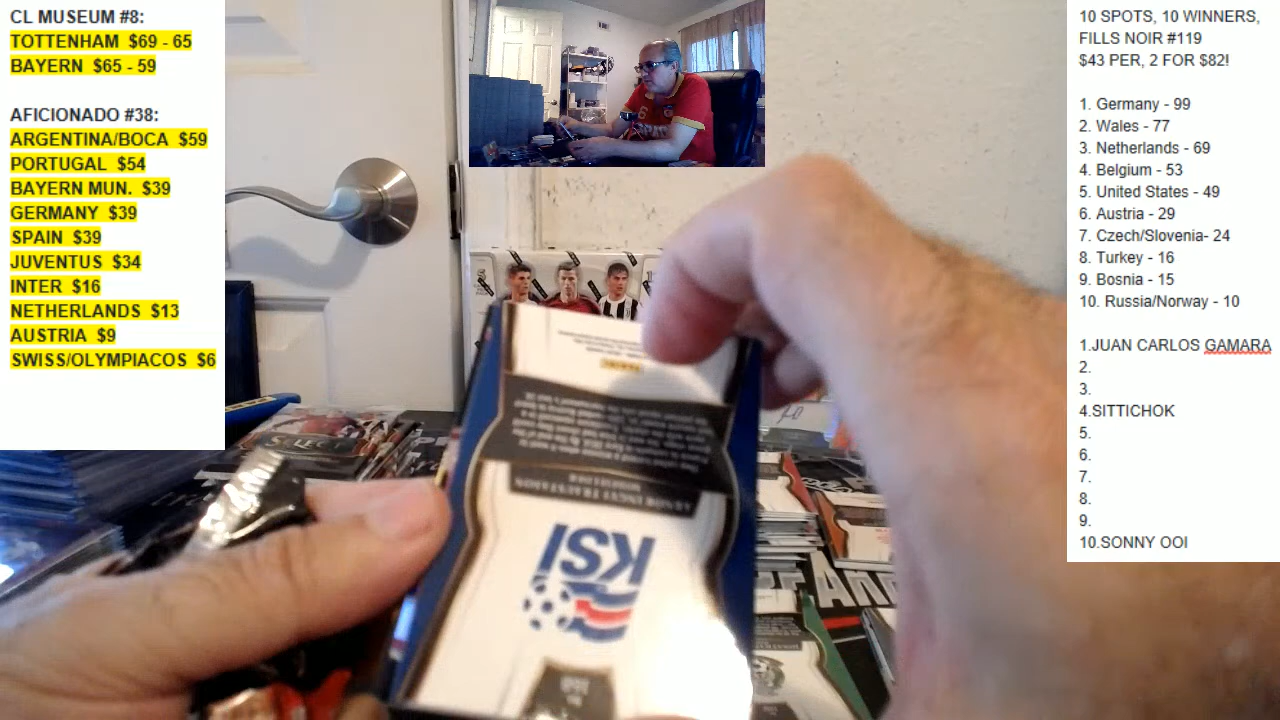 CL MUSEUM #8:
TOTTENHAM $69 - 65
BAYERN $65 - 59
AFICIONADO #38:
ARGENTINA/BOCA $59
PORTUGAL $54
BAYERN MUN. $39
GERMANY $39
SPAIN $39
JUVENTUS $34
INTER $16
NETHERLANDS $13
AUSTRIA $9
SWISS/OLYMPIACOS $6
SELECT
PANINI
MIDFIELDER
KSI
10 SPOTS, 10 WINNERS,
FILLS NOIR #119
$43 PER, 2 FOR $82!
1. Germany - 99
2. Wales - 77
3. Netherlands - 69
4. Belgium - 53
5. United States - 49
6. Austria - 29
7. Czech/Slovenia- 24
8. Turkey - 16
9. Bosnia - 15
10. Russia/Norway - 10
1.JUAN CARLOS GAMARA
2.
3.
4.SITTICHOK
5.
6.
7.
8.
9.
10.SONNY OOI